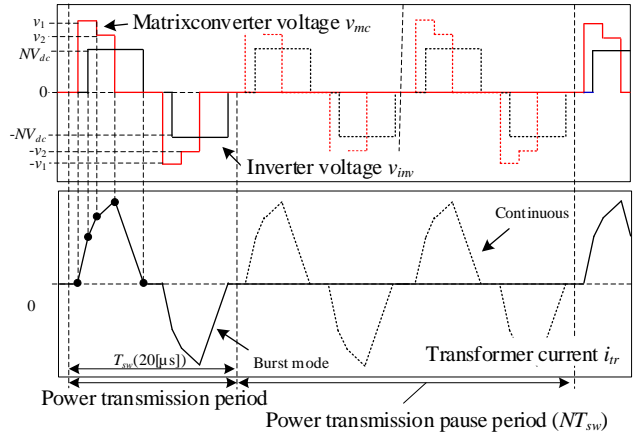 v1
Matrixconverter voltage vmc
v2
NVdc
0
-NVdc
-v2
-v1
Inverter voltage vinv
Continuous
0
Tsw(20[µs])
Burst mode
Transformer current itr
Power transmission period
Power transmission pause period (NTsw)